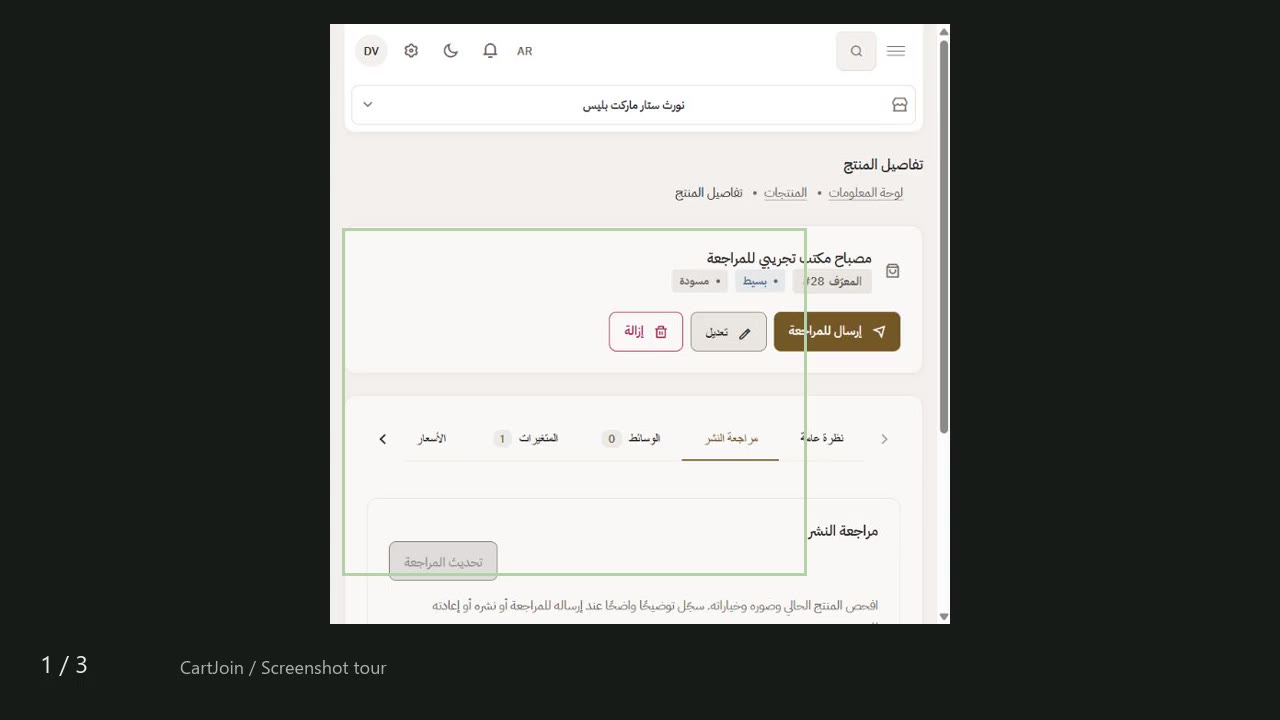 DV
AR
نورث ستار ماركت بليس
تفاصيل المنتج
لوحة المعلومات • المنتجات • تفاصيل المنتج
مصباح مكتب تجريبي للمراجعة
المعرّف 28# • بسيط • مسودة
إرسال للمراجعة تعديل إزالة
نظرة عامة مراجعة النشر الوسائط 0 المتغيرات 1 الأسعار
مراجعة النشر
تحديث المراجعة
افحص المنتج الحالي وصوره وخياراته. سجّل توضيحًا واضحًا عند إرساله للمراجعة أو نشره أو إعادته
1 / 3
CartJoin / Screenshot tour